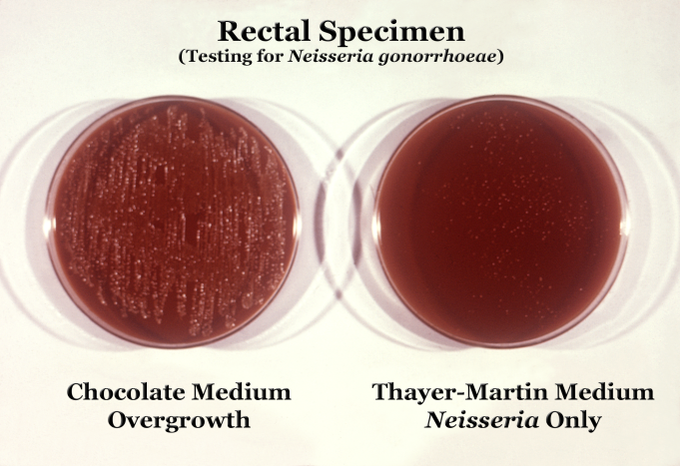 Rectal Specimen
(Testing for Neisseria gonorrhoeae)
Chocolate Medium
Overgrowth
Thayer-Martin Medium
Neisseria Only